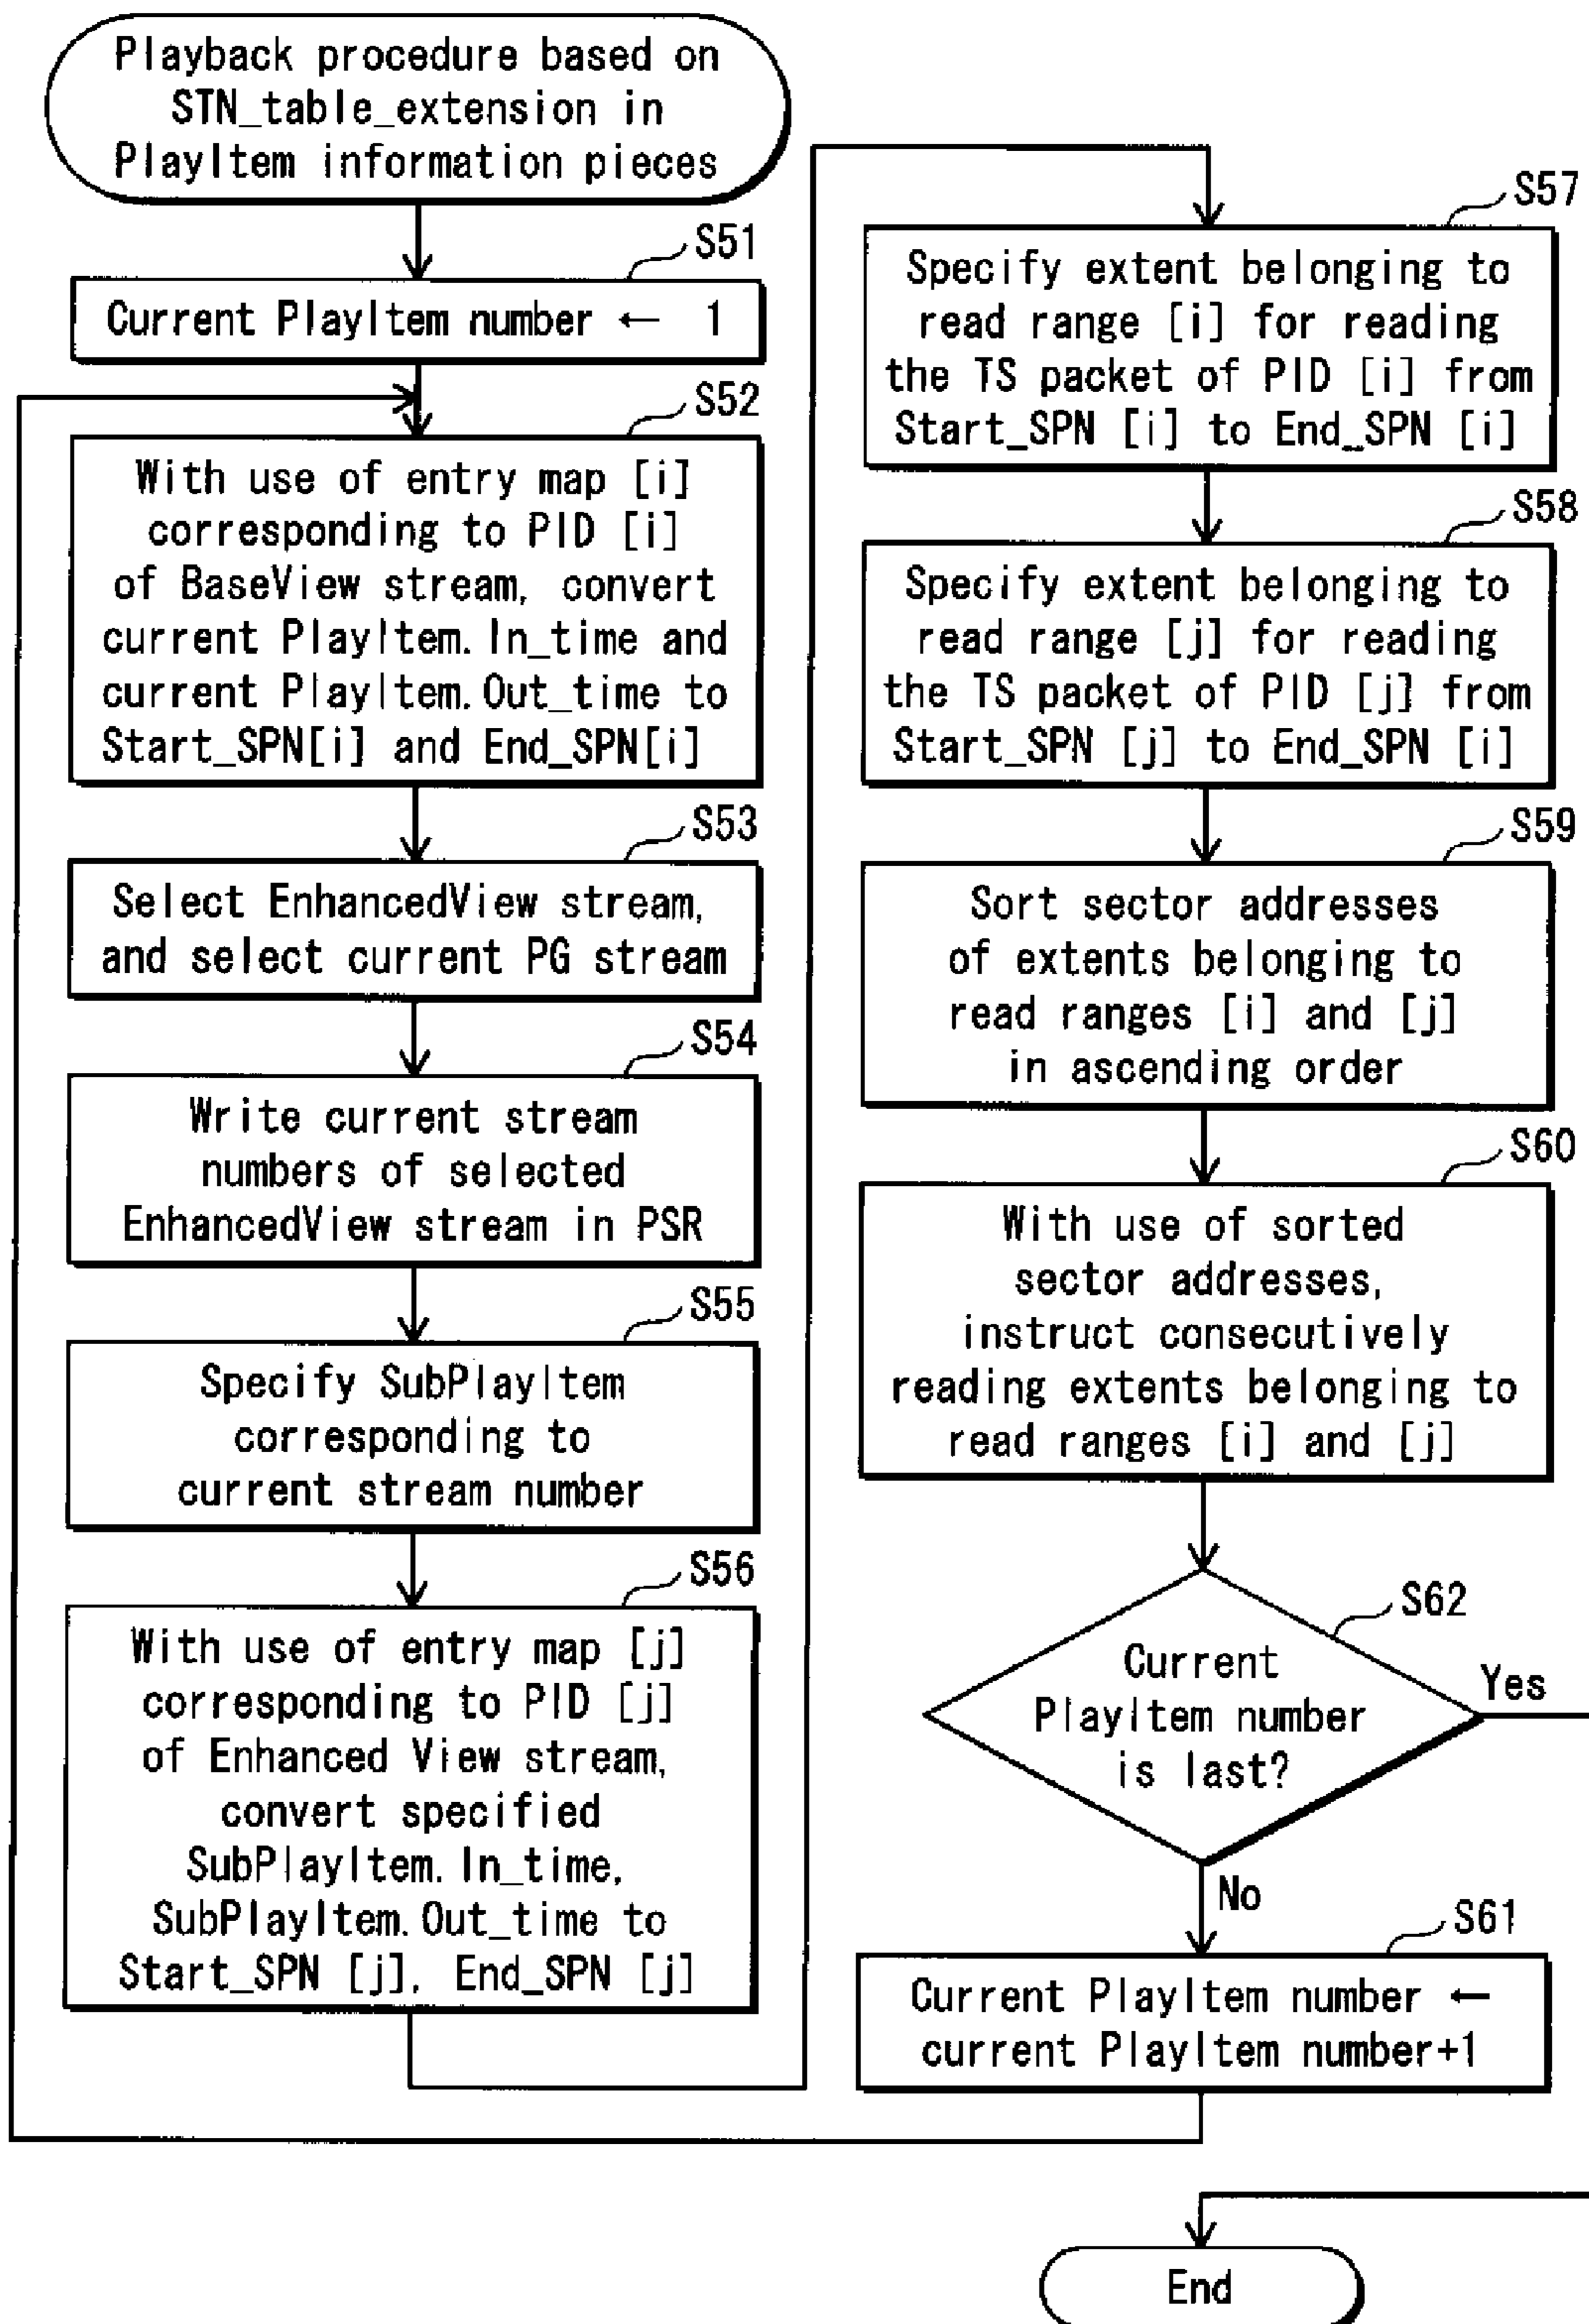 Playback procedure based on
STN_table_extension in
PlayItem information pieces
S51
Current PlayItem number ← 1
S52
With use of entry map [i]
corresponding to PID [i]
of BaseView stream, convert
current PlayItem.In_time and
current PlayItem.Out_time to
Start_SPN[i] and End_SPN[i]
S53
Select EnhancedView stream,
and select current PG stream
S54
Write current stream
numbers of selected
EnhancedView stream in PSR
S55
Specify SubPlayItem
corresponding to
current stream number
S56
With use of entry map [j]
corresponding to PID [j]
of Enhanced View stream,
convert specified
SubPlayItem.In_time,
SubPlayItem.Out_time to
Start_SPN [j], End_SPN [j]
S57
Specify extent belonging to
read range [i] for reading
the TS packet of PID [i] from
Start_SPN [i] to End_SPN [i]
S58
Specify extent belonging to
read range [j] for reading
the TS packet of PID [j] from
Start_SPN [j] to End_SPN [i]
S59
Sort sector addresses
of extents belonging to
read ranges [i] and [j]
in ascending order
S60
With use of sorted
sector addresses,
instruct consecutively
reading extents belonging to
read ranges [i] and [j]
S62
Current
PlayItem number
is last?
Yes
No
S61
Current PlayItem number ←
current PlayItem number+1
End